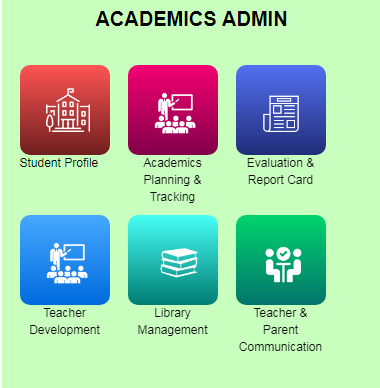 ACADEMICS ADMIN
Student Profile
Academics
Planning &
Tracking
Evaluation &
Report Card
Teacher
Development
Library
Management
Teacher &
Parent
Communication